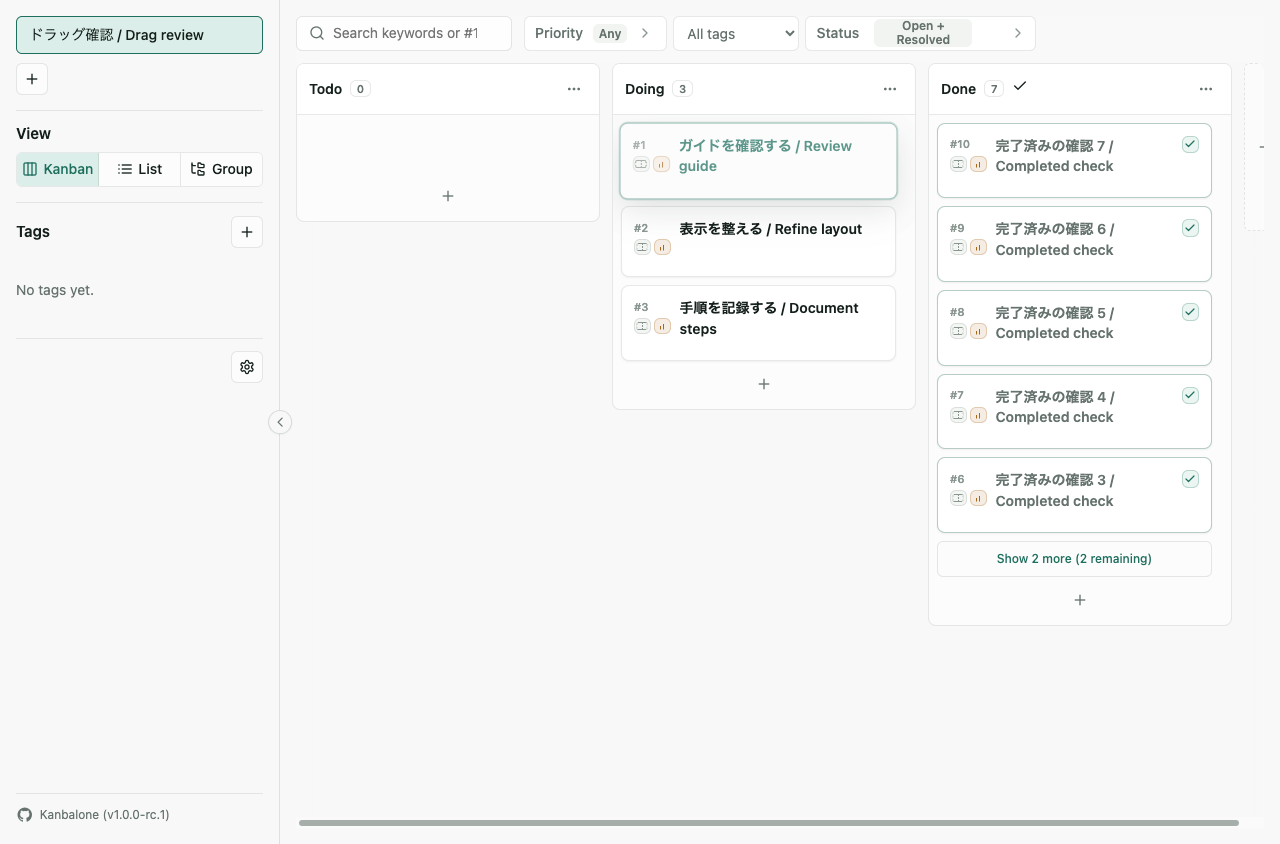 ドラッグ確認 / Drag review
View
Kanban
List
Group
Tags
No tags yet.
Kanbalone (v1.0.0-rc.1)
Search keywords or #1
Priority Any
All tags
Status
Open +
Resolved
Todo 0
Doing 3
#1 ガイドを確認する / Review
guide
#2 表示を整える / Refine layout
#3 手順を記録する / Document
steps
Done 7
#10 完了済みの確認 7 /
Completed check
#9 完了済みの確認 6 /
Completed check
#8 完了済みの確認 5 /
Completed check
#7 完了済みの確認 4 /
Completed check
#6 完了済みの確認 3 /
Completed check
Show 2 more (2 remaining)